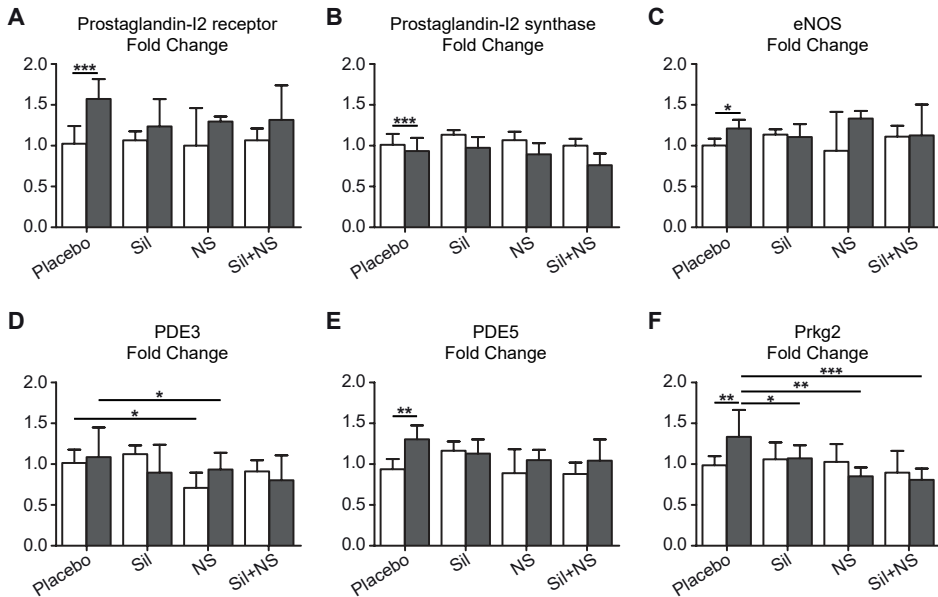 A
Prostaglandin-I2 receptor
Fold Change
2.0
1.5
1.0
0.5
0.0
***
Placebo
Sil
NS
Sil+NS
B
Prostaglandin-I2 synthase
Fold Change
2.0
1.5
1.0
0.5
0.0
***
Placebo
Sil
NS
Sil+NS
C
eNOS
Fold Change
2.0
1.5
1.0
0.5
0.0
*
Placebo
Sil
NS
Sil+NS
D
PDE3
Fold Change
2.0
1.5
1.0
0.5
0.0
*
*
Placebo
Sil
NS
Sil+NS
E
PDE5
Fold Change
2.0
1.5
1.0
0.5
0.0
**
Placebo
Sil
NS
Sil+NS
F
Prkg2
Fold Change
2.0
1.5
1.0
0.5
0.0
***
**
**
*
Placebo
Sil
NS
Sil+NS